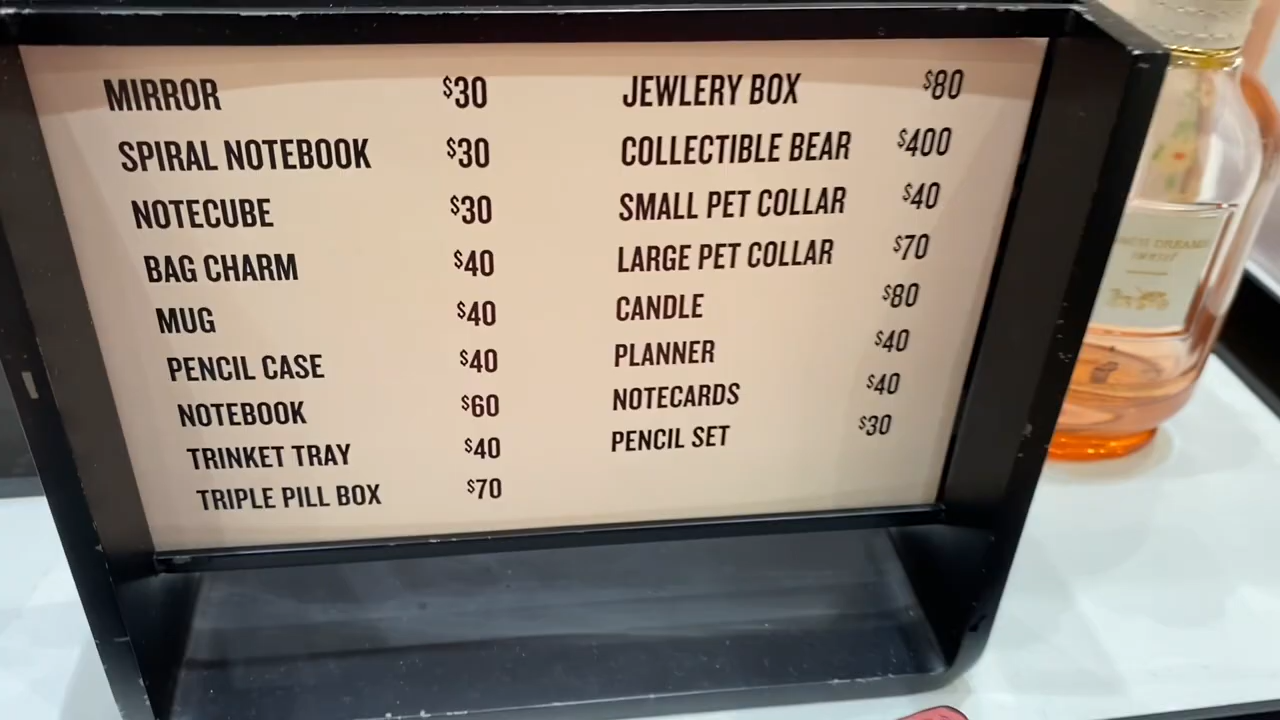 MIRROR $30
SPIRAL NOTEBOOK $30
NOTECUBE $30
BAG CHARM $40
MUG $40
PENCIL CASE $40
NOTEBOOK $60
TRINKET TRAY $40
TRIPLE PILL BOX $70
JEWLERY BOX $80
COLLECTIBLE BEAR $400
SMALL PET COLLAR $40
LARGE PET COLLAR $70
CANDLE $80
PLANNER $40
NOTECARDS $40
PENCIL SET $30
DREAMS